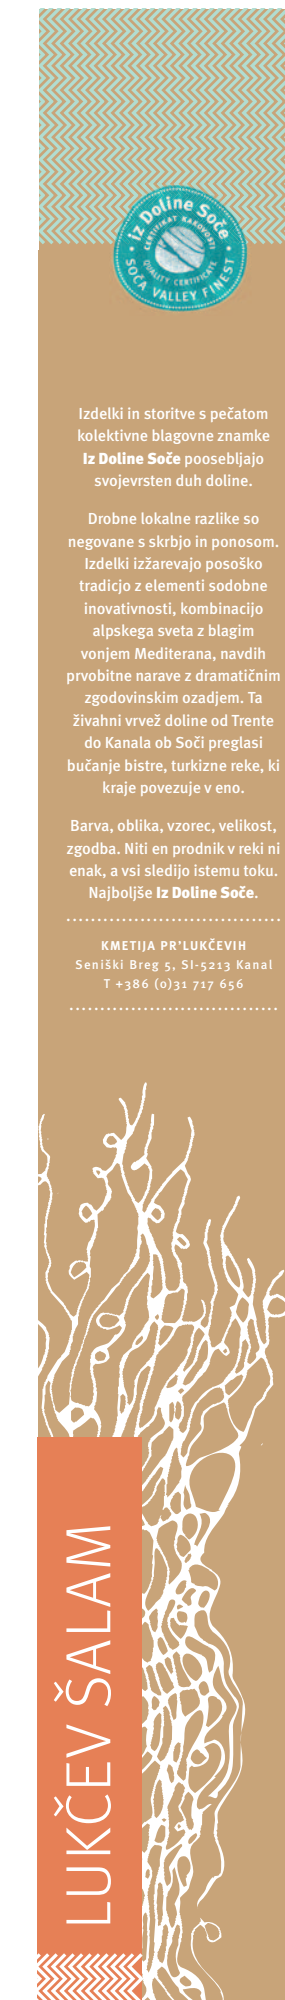 iz Doline Soče
CERTIFIKAT KAKOVOSTI
QUALITY CERTIFICATE
SOČA VALLEY FINEST
Izdelki in storitve s pečatom
kolektivne blagovne znamke
Iz Doline Soče poosebljajo
svojevrsten duh doline.
Drobne lokalne razlike so
negovane s skrbjo in ponosom.
Izdelki izžarevajo pososko
tradicjo z elementi sodobne
inovativnosti, kombinacijo
alpskega sveta z blagim
vonjem Mediterana, navdih
prvobitne narave z dramatičnim
zgodovinskim ozadjem. Ta
živahni vrvež doline od Trente
do Kanala ob Soči preglasi
bučanje bistre, turkizne reke, ki
kraje povezuje v eno.
Barva, oblika, vzorec, velikost,
zgodba. Niti en prodnik v reki ni
enak, a vsi sledijo istemu toku.
Najboljše Iz Doline Soče.
KMETIJA PR'LUKČEVIH
Seniški Breg 5, SI-5213 Kanal
T +386 (0)31 717 656
LUKČEV ŠALAM